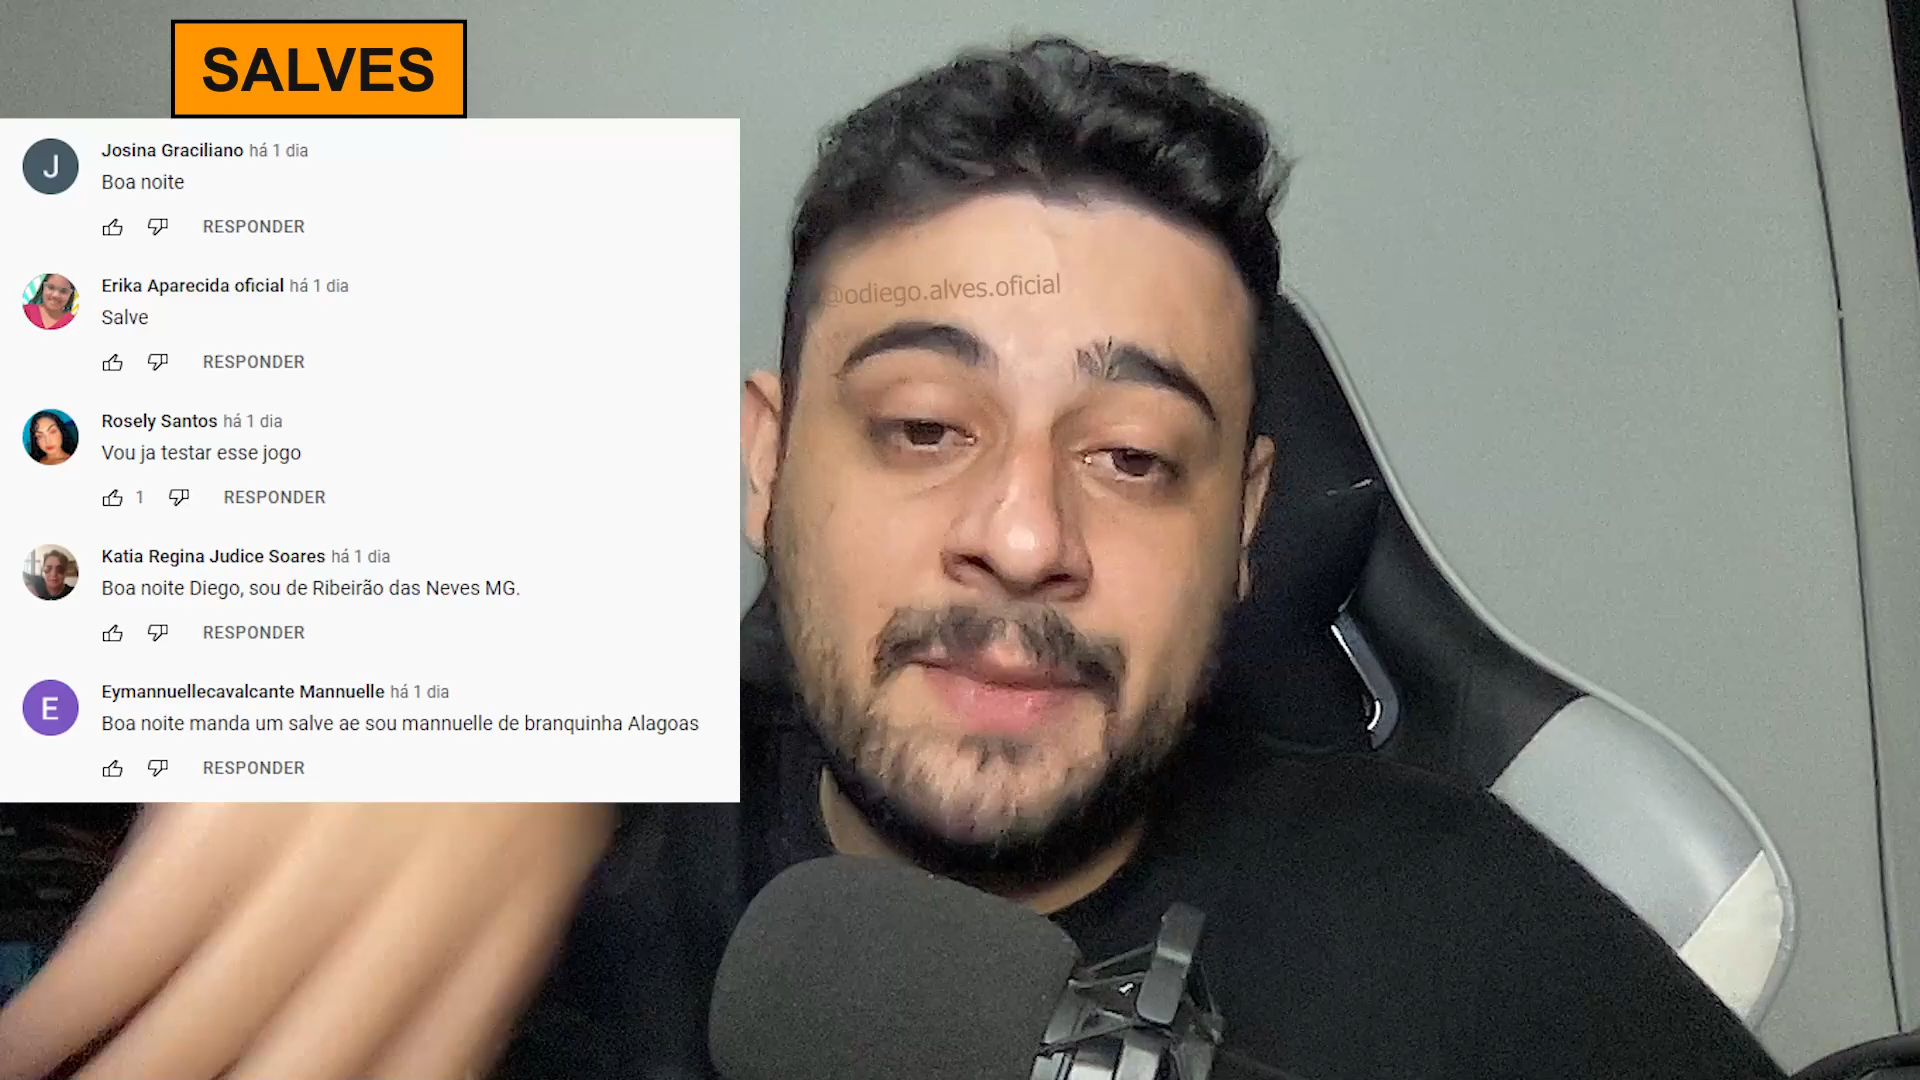 SALVES
J
Josina Graciliano há 1 dia
Boa noite
RESPONDER
Erika Aparecida oficial há 1 dia
Salve
RESPONDER
@odiego.alves.oficial
Rosely Santos há 1 dia
Vou ja testar esse jogo
1 RESPONDER
Katia Regina Judice Soares há 1 dia
Boa noite Diego, sou de Ribeirão das Neves MG.
RESPONDER
E
Eymannuellecavalcante Mannuelle há 1 dia
Boa noite manda um salve ae sou mannuelle de branquinha Alagoas
RESPONDER